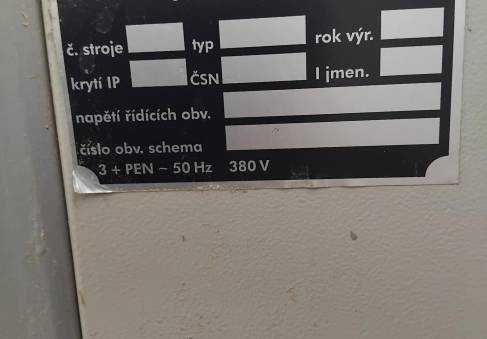 č. stroje typ rok výr.
krytí IP ČSN I jmen.
napětí řídících obv.
číslo obv. schema
3 + PEN ~ 50 Hz 380 V